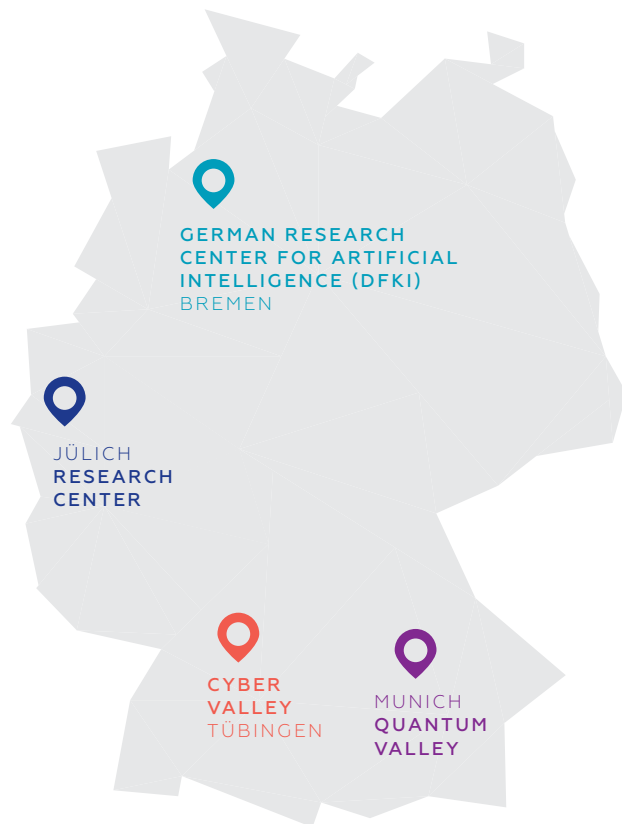 GERMAN RESEARCH
CENTER FOR ARTIFICIAL
INTELLIGENCE (DFKI)
BREMEN
JÜLICH
RESEARCH
CENTER
CYBER
VALLEY
TÜBINGEN
MUNICH
QUANTUM
VALLEY